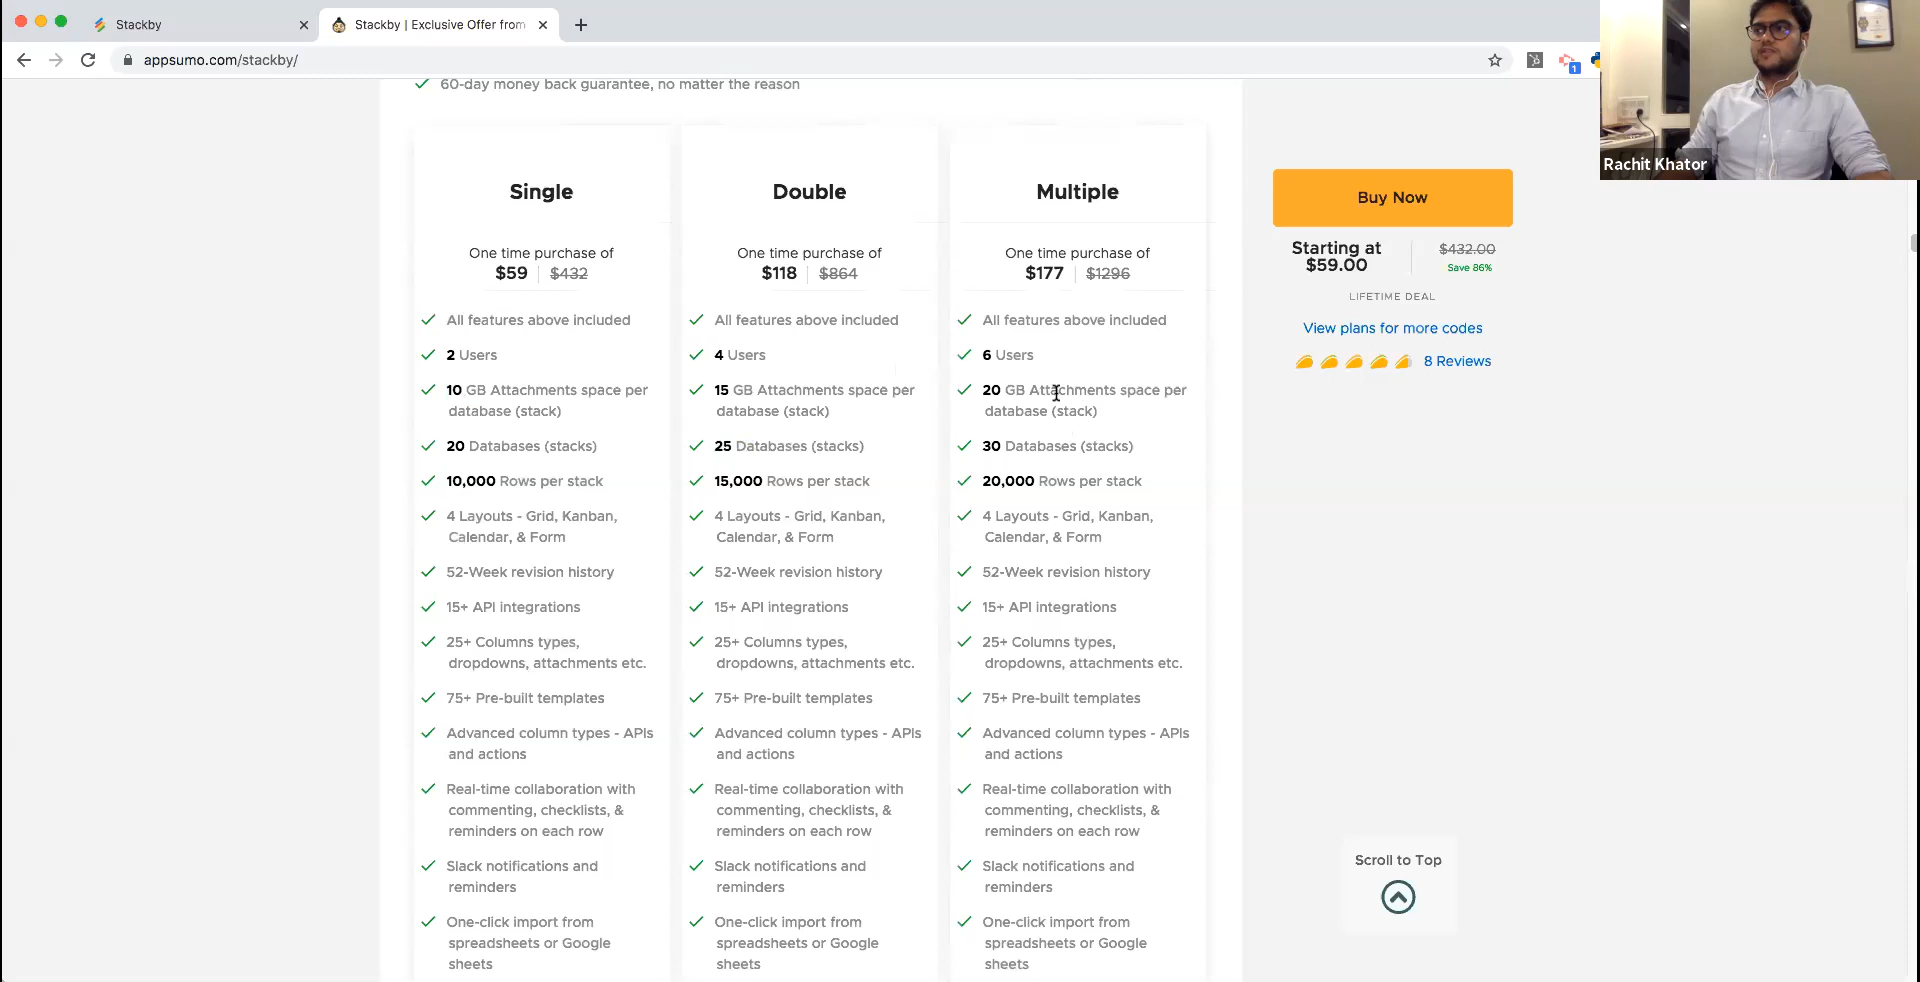 Stackby
Stackby | Exclusive Offer from
appsumo.com/stackby/
1
Rachit Khator
60-day money back guarantee, no matter the reason
Single
One time purchase of
$59 | $432
All features above included
2 Users
10 GB Attachments space per
database (stack)
20 Databases (stacks)
10,000 Rows per stack
4 Layouts - Grid, Kanban,
Calendar, & Form
52-Week revision history
15+ API integrations
25+ Columns types,
dropdowns, attachments etc.
75+ Pre-built templates
Advanced column types - APIs
and actions
Real-time collaboration with
commenting, checklists, &
reminders on each row
Slack notifications and
reminders
One-click import from
spreadsheets or Google
sheets
Double
One time purchase of
$118 | $864
All features above included
4 Users
15 GB Attachments space per
database (stack)
25 Databases (stacks)
15,000 Rows per stack
4 Layouts - Grid, Kanban,
Calendar, & Form
52-Week revision history
15+ API integrations
25+ Columns types,
dropdowns, attachments etc.
75+ Pre-built templates
Advanced column types - APIs
and actions
Real-time collaboration with
commenting, checklists, &
reminders on each row
Slack notifications and
reminders
One-click import from
spreadsheets or Google
sheets
Multiple
One time purchase of
$177 | $1296
All features above included
6 Users
20 GB Attachments space per
database (stack)
30 Databases (stacks)
20,000 Rows per stack
4 Layouts - Grid, Kanban,
Calendar, & Form
52-Week revision history
15+ API integrations
25+ Columns types,
dropdowns, attachments etc.
75+ Pre-built templates
Advanced column types - APIs
and actions
Real-time collaboration with
commenting, checklists, &
reminders on each row
Slack notifications and
reminders
One-click import from
spreadsheets or Google
sheets
Buy Now
Starting at
$59.00
$432.00
Save 86%
LIFETIME DEAL
View plans for more codes
8 Reviews
Scroll to Top